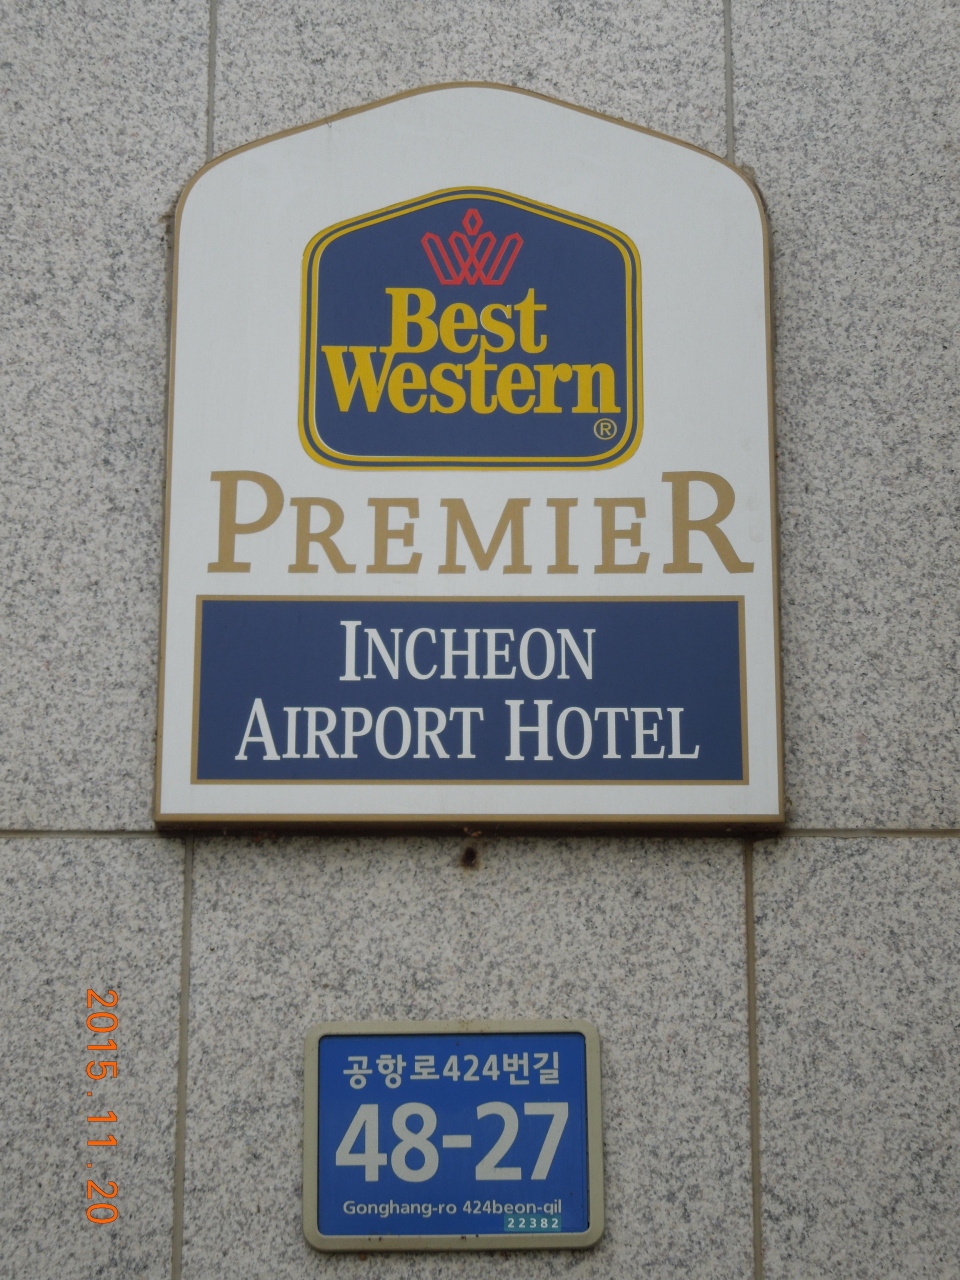 Best
Western
®
PREMIER
INCHEON
AIRPORT HOTEL
공항로424번길
48-27
Gonghang-ro 424beon-gil
22382
2015.11.20